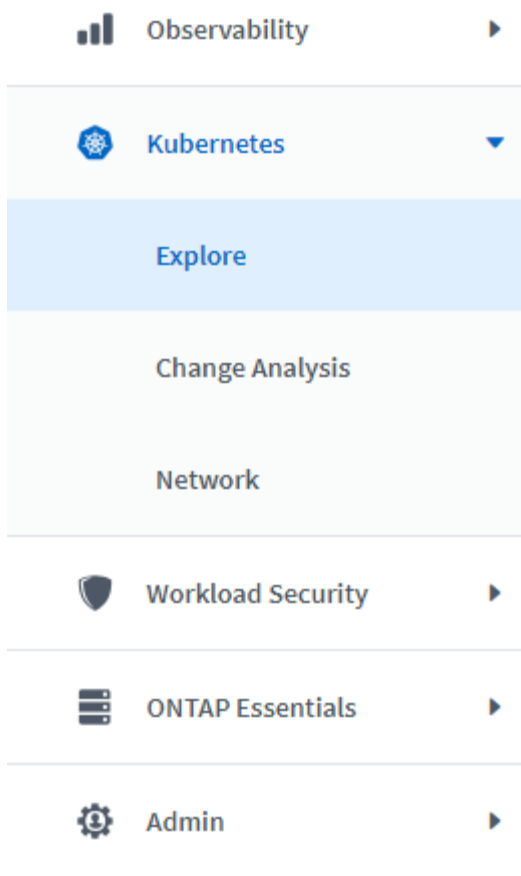 Observability
Kubernetes
Explore
Change Analysis
Network
Workload Security
ONTAP Essentials
Admin